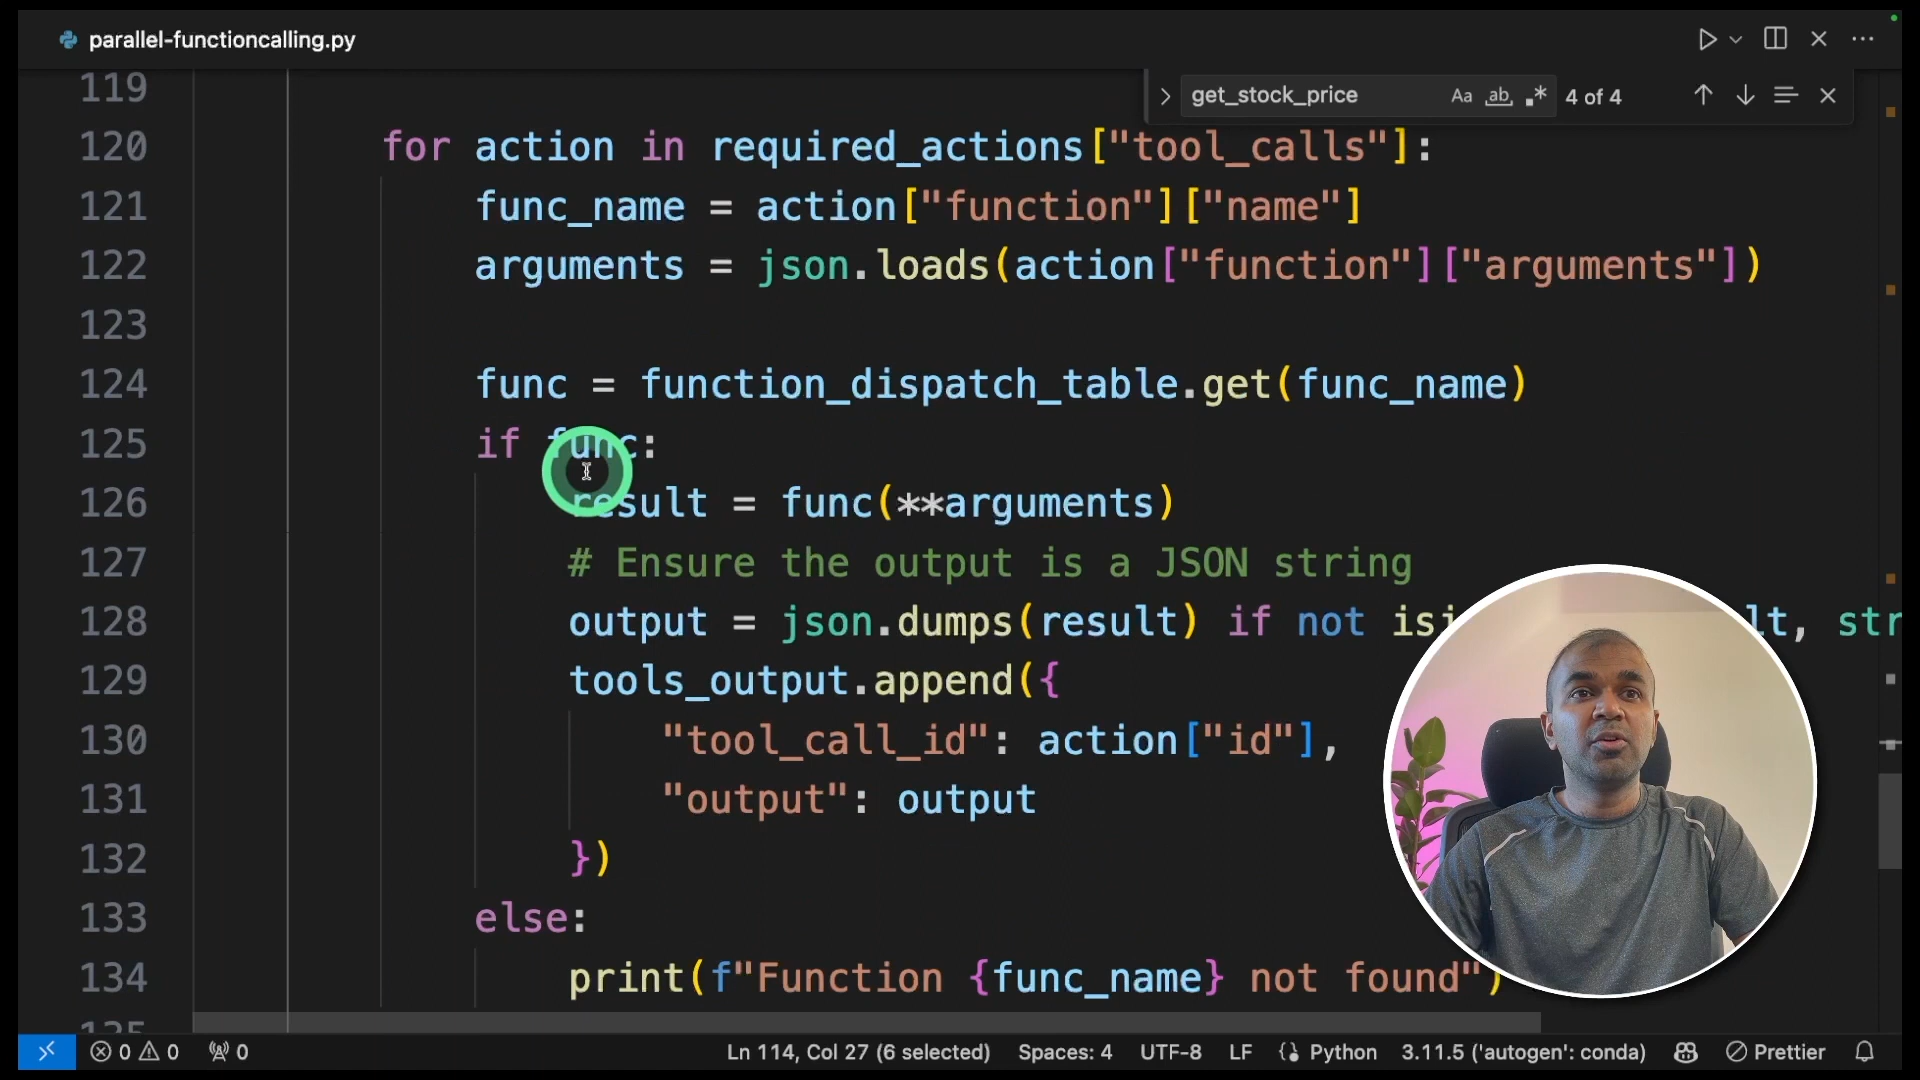 parallel-functioncalling.py
get_stock_price Aa ab 4 of 4
119
120 for action in required_actions["tool_calls"]:
121 func_name = action["function"]["name"]
122 arguments = json.loads(action["function"]["arguments"])
123
124 func = function_dispatch_table.get(func_name)
125 if func:
126 result = func(**arguments)
127 # Ensure the output is a JSON string
128 output = json.dumps(result) if not isi lt, str
129 tools_output.append({
130 "tool_call_id": action["id"],
131 "output": output
132 })
133 else:
134 print(f"Function {func_name} not found")
0 0 0 Ln 114, Col 27 (6 selected) Spaces: 4 UTF-8 LF Python 3.11.5 ('autogen': conda) Prettier